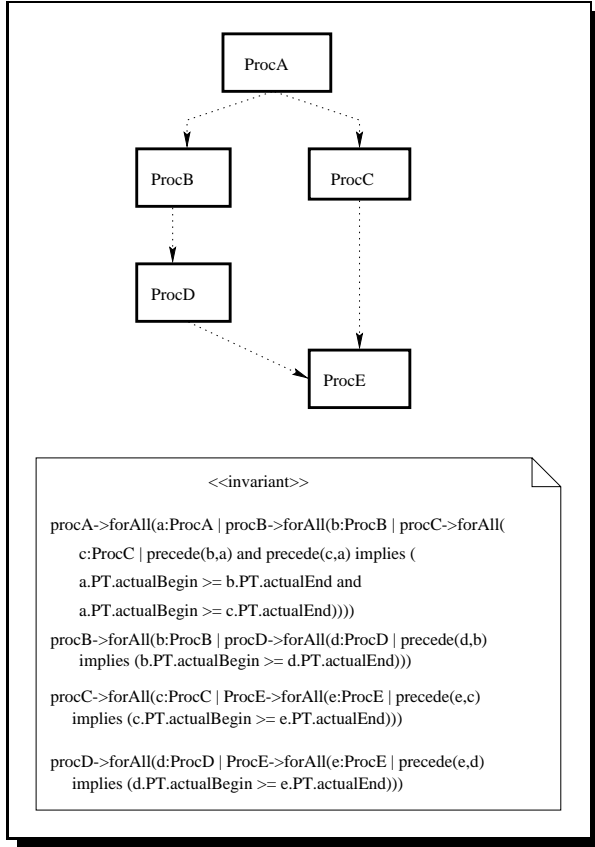 ProcA
ProcB
ProcC
ProcD
ProcE
<<invariant>>
procA->forAll(a:ProcA | procB->forAll(b:ProcB | procC->forAll(
c:ProcC | precede(b,a) and precede(c,a) implies (
a.PT.actualBegin >= b.PT.actualEnd and
a.PT.actualBegin >= c.PT.actualEnd))))
procB->forAll(b:ProcB | procD->forAll(d:ProcD | precede(d,b)
implies (b.PT.actualBegin >= d.PT.actualEnd)))
procC->forAll(c:ProcC | ProcE->forAll(e:ProcE | precede(e,c)
implies (c.PT.actualBegin >= e.PT.actualEnd)))
procD->forAll(d:ProcD | ProcE->forAll(e:ProcE | precede(e,d)
implies (d.PT.actualBegin >= e.PT.actualEnd)))